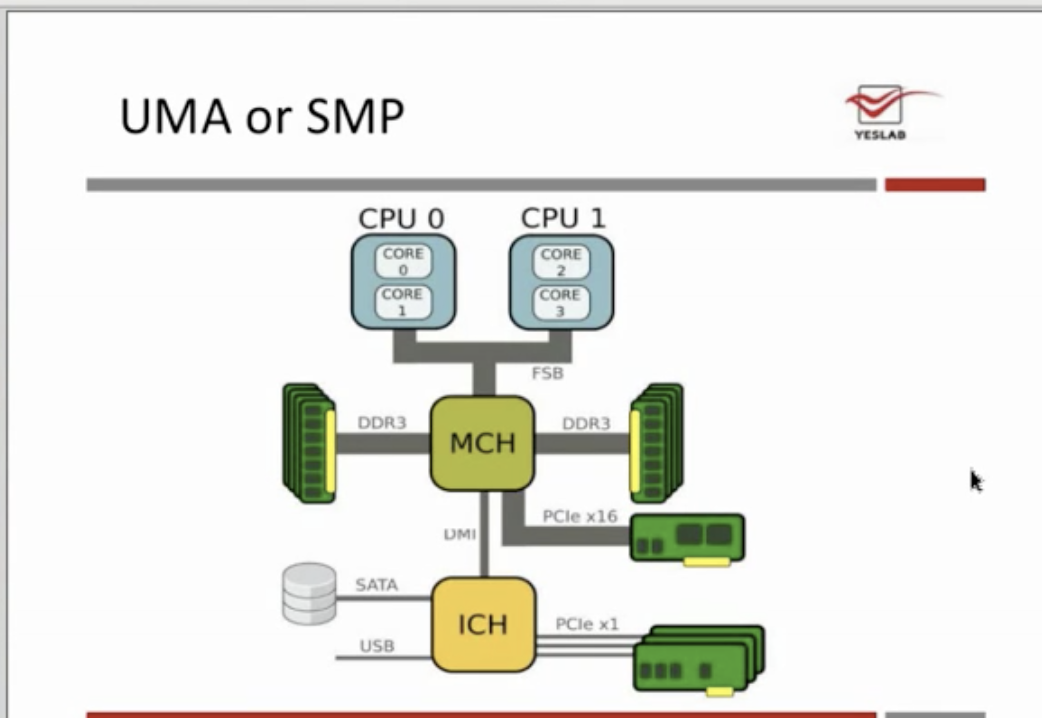 UMA or SMP
YESLAB
CPU 0
CPU 1
CORE
0
CORE
1
CORE
2
CORE
3
FSB
DDR3
MCH
DDR3
PCIe x16
DMI
SATA
ICH
PCIe x1
USB